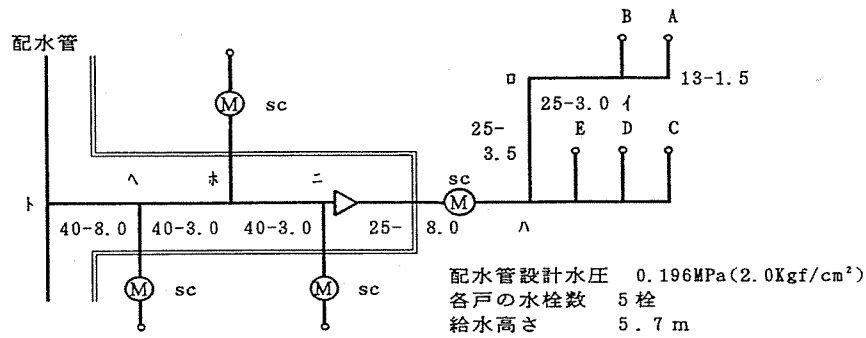 B A
配水管
ロ 13-1.5
M sc 25-3.0 イ
25- E D C
3.5
ヘ ホ ニ sc
ト M
40-8.0 40-3.0 40-3.0 25- 8.0 ハ
配水管設計水圧 0.196MPa(2.0Kgf/cm²)
M sc M sc 各戸の水栓数 5栓
給水高さ 5.7m